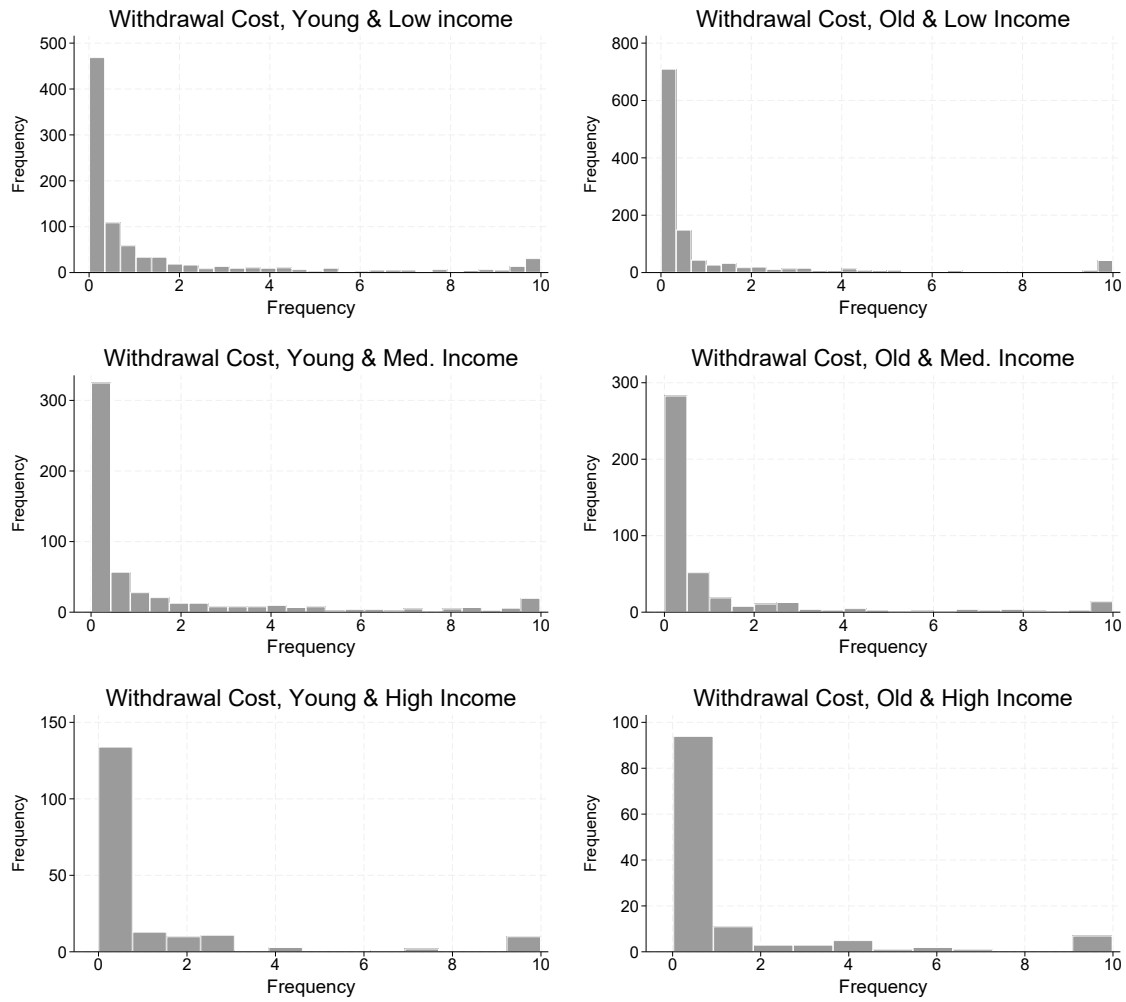 Withdrawal Cost, Young & Low income
500
400
300
200
100
0
Frequency
0 2 4 6 8 10
Frequency
Withdrawal Cost, Old & Low Income
800
600
400
200
0
Frequency
0 2 4 6 8 10
Frequency
Withdrawal Cost, Young & Med. Income
300
200
100
0
Frequency
0 2 4 6 8 10
Frequency
Withdrawal Cost, Old & Med. Income
300
200
100
0
Frequency
0 2 4 6 8 10
Frequency
Withdrawal Cost, Young & High Income
150
100
50
0
Frequency
0 2 4 6 8 10
Frequency
Withdrawal Cost, Old & High Income
100
80
60
40
20
0
Frequency
0 2 4 6 8 10
Frequency